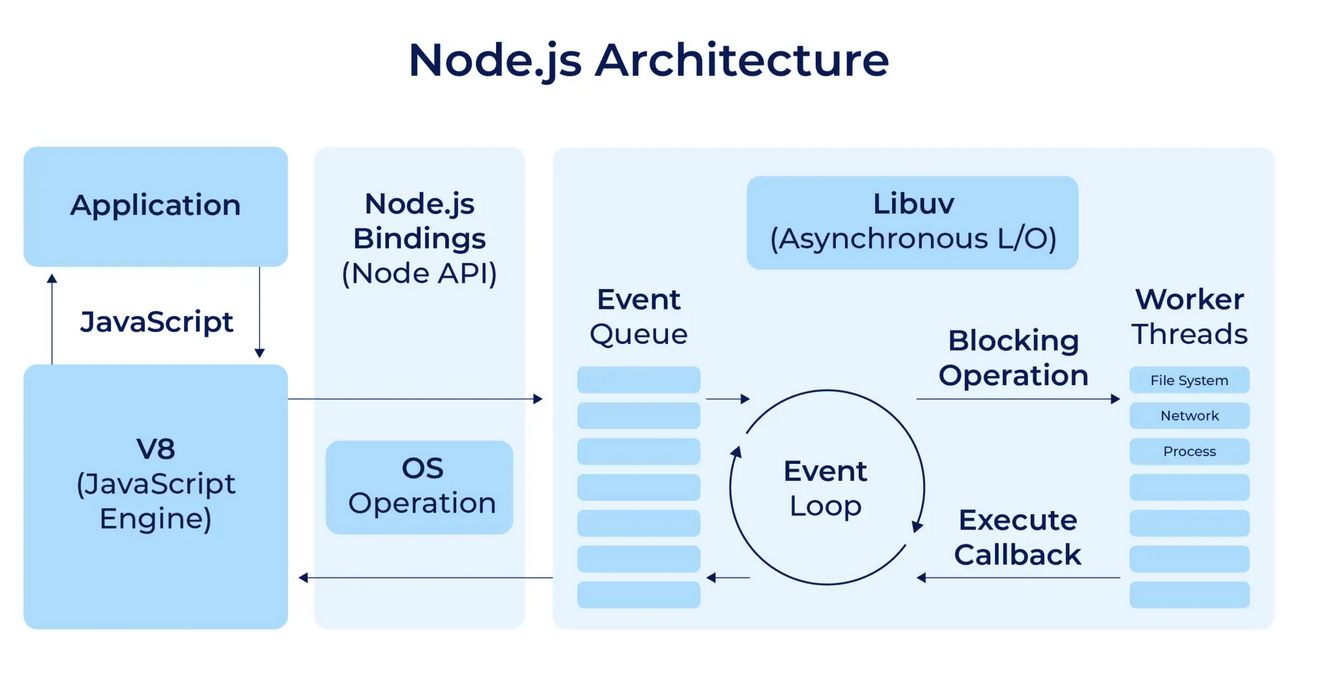 Node.js Architecture
Application
JavaScript
V8
(JavaScript
Engine)
Node.js
Bindings
(Node API)
OS
Operation
Libuv
(Asynchronous L/O)
Event
Queue
Event
Loop
Blocking
Operation
Execute
Callback
Worker
Threads
File System
Network
Process